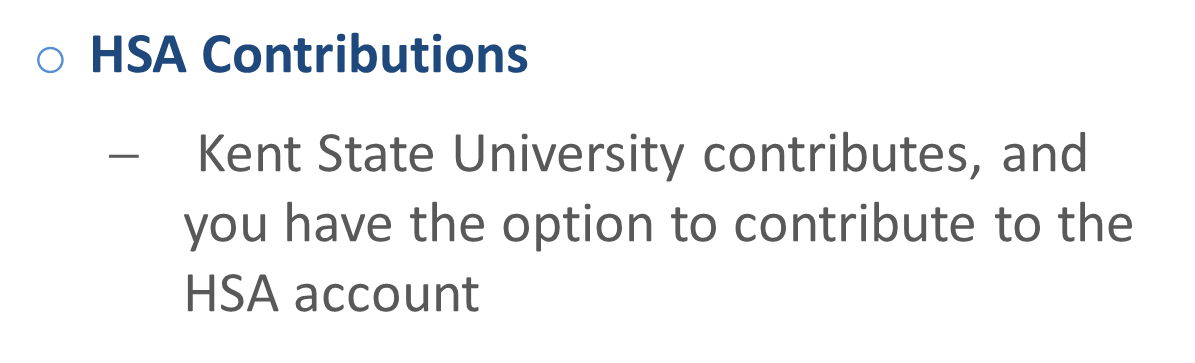 ○ HSA Contributions
– Kent State University contributes, and
you have the option to contribute to the
HSA account